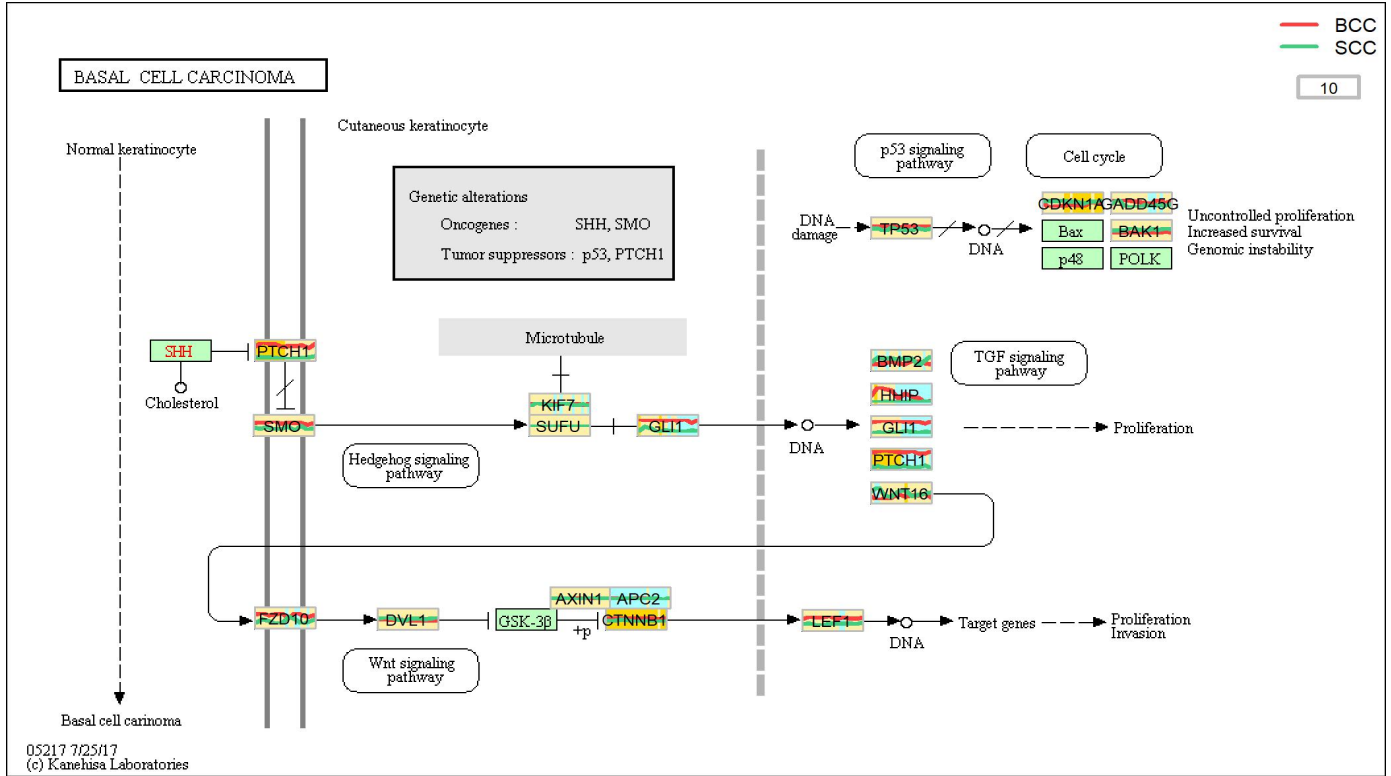 BCC
SCC
10
BASAL CELL CARCINOMA
Normal keratinocyte
Cutaneous keratinocyte
Genetic alterations
Oncogenes : SHH, SMO
Tumor suppressors : p53, PTCH1
p53 signaling
pathway
Cell cycle
DNA
damage
TP53
DNA
CDKN1A
GADD45G
Bax
BAK1
p48
POLK
Uncontrolled proliferation
Increased survival
Genomic instability
SHH
PTCH1
Cholesterol
SMO
Microtubule
KIF7
SUFU
GLI1
Hedgehog signaling
pathway
DNA
BMP2
HHIP
GLI1
PTCH1
WNT16
TGF signaling
pahway
Proliferation
FZD10
DVL1
GSK-3β
AXIN1
APC2
+p
CTNNB1
LEF1
DNA
Target genes
Proliferation
Invasion
Wnt signaling
pathway
Basal cell carinoma
05217 7/25/17
(c) Kanehisa Laboratories